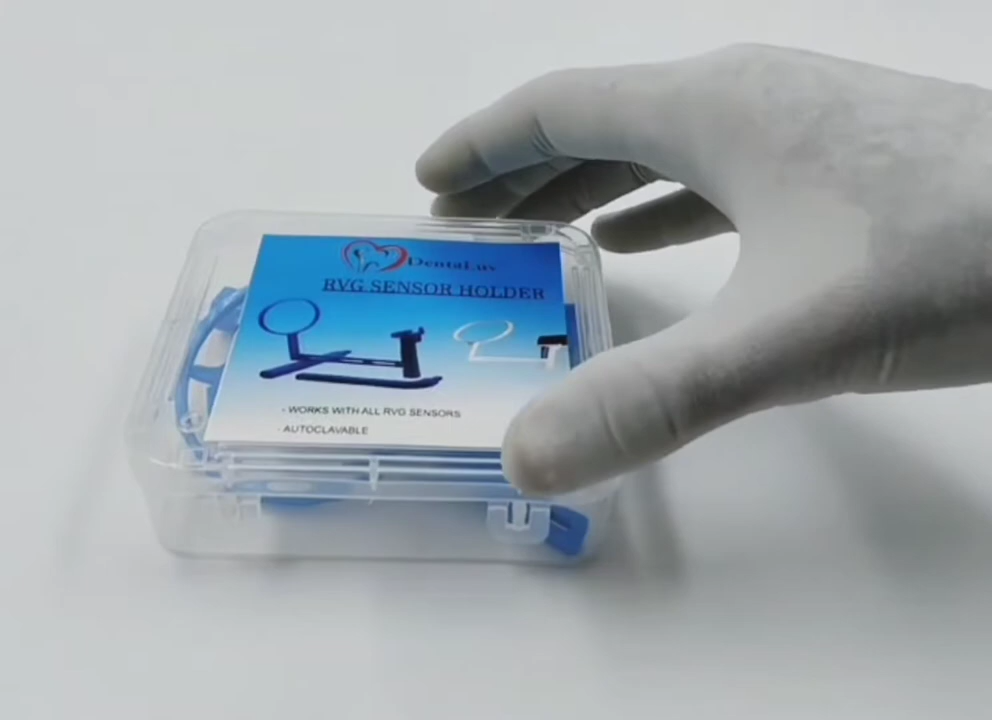 DentaLuv
RVG SENSOR HOLDER
- WORKS WITH ALL RVG SENSORS
- AUTOCLAVABLE